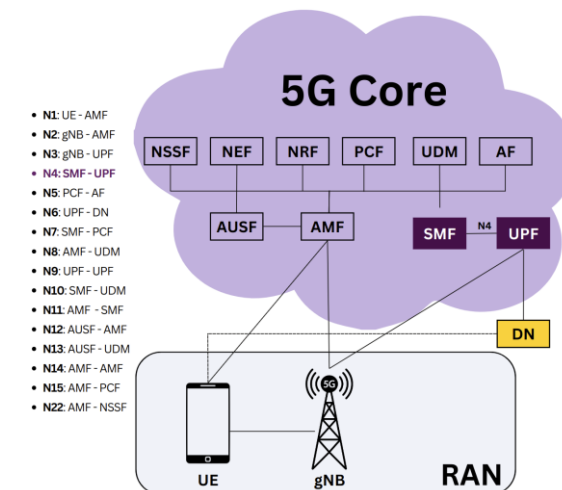 5G Core
N1: UE - AMF
N2: gNB - AMF
N3: gNB - UPF
N4: SMF - UPF
N5: PCF - AF
N6: UPF - DN
N7: SMF - PCF
N8: AMF - UDM
N9: UPF - UPF
N10: SMF - UDM
N11: AMF - SMF
N12: AUSF - AMF
N13: AUSF - UDM
N14: AMF - AMF
N15: AMF - PCF
N22: AMF - NSSF
NSSF NEF NRF PCF UDM AF
AUSF AMF SMF N4 UPF
DN
5G
UE gNB RAN